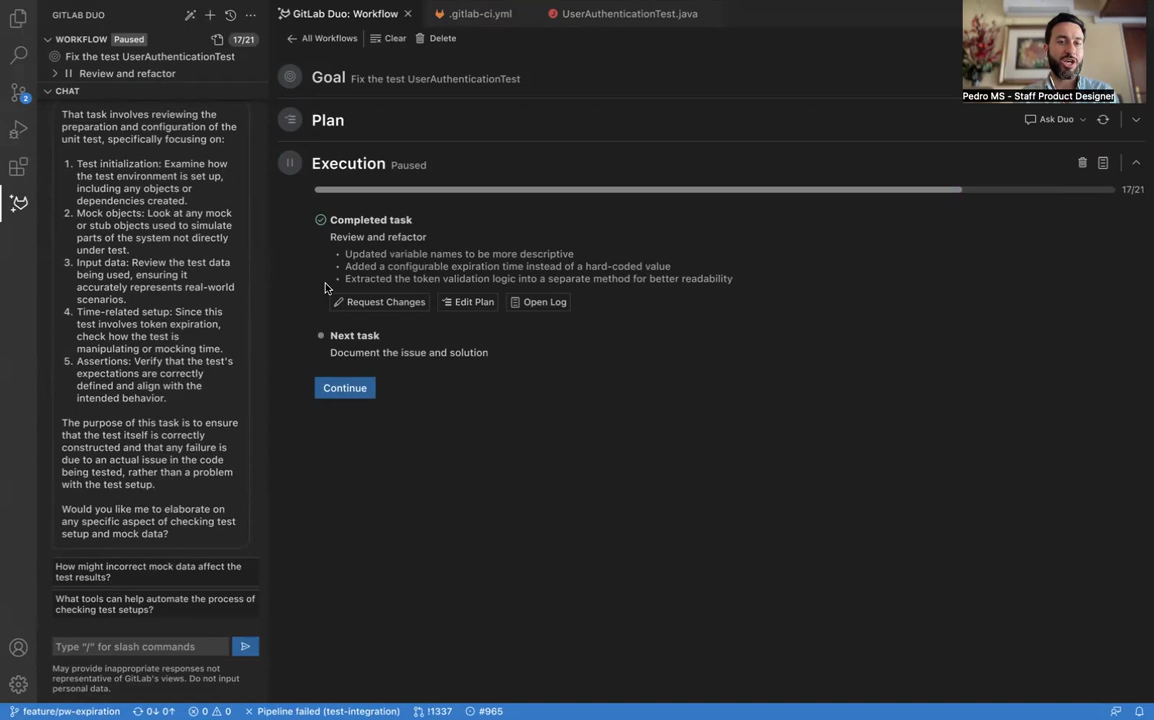 GITLAB DUO
WORKFLOW Paused 17/21
Fix the test UserAuthenticationTest
Review and refactor
CHAT
That task involves reviewing the
preparation and configuration of the
unit test, specifically focusing on:
1. Test initialization: Examine how
the test environment is set up,
including any objects or
dependencies created.
2. Mock objects: Look at any mock
or stub objects used to simulate
parts of the system not directly
under test.
3. Input data: Review the test data
being used, ensuring it
accurately represents real-world
scenarios.
4. Time-related setup: Since this
test involves token expiration,
check how the test is
manipulating or mocking time.
5. Assertions: Verify that the test's
expectations are correctly
defined and align with the
intended behavior.
The purpose of this task is to ensure
that the test itself is correctly
constructed and that any failure is
due to an actual issue in the code
being tested, rather than a problem
with the test setup.
Would you like me to elaborate on
any specific aspect of checking test
setup and mock data?
How might incorrect mock data affect the
test results?
What tools can help automate the process of
checking test setups?
Type "/" for slash commands
May provide inappropriate responses not
representative of GitLab's views. Do not input
personal data.
GitLab Duo: Workflow
.gitlab-ci.yml
UserAuthenticationTest.java
All Workflows Clear Delete
Goal Fix the test UserAuthenticationTest
Plan
Ask Duo
Execution Paused
17/21
Completed task
Review and refactor
• Updated variable names to be more descriptive
• Added a configurable expiration time instead of a hard-coded value
• Extracted the token validation logic into a separate method for better readability
Request Changes Edit Plan Open Log
Next task
Document the issue and solution
Continue
Pedro MS - Staff Product Designer
2
feature/pw-expiration 0↓ 0↑ 0 0 Pipeline failed (test-integration) !1337 #965